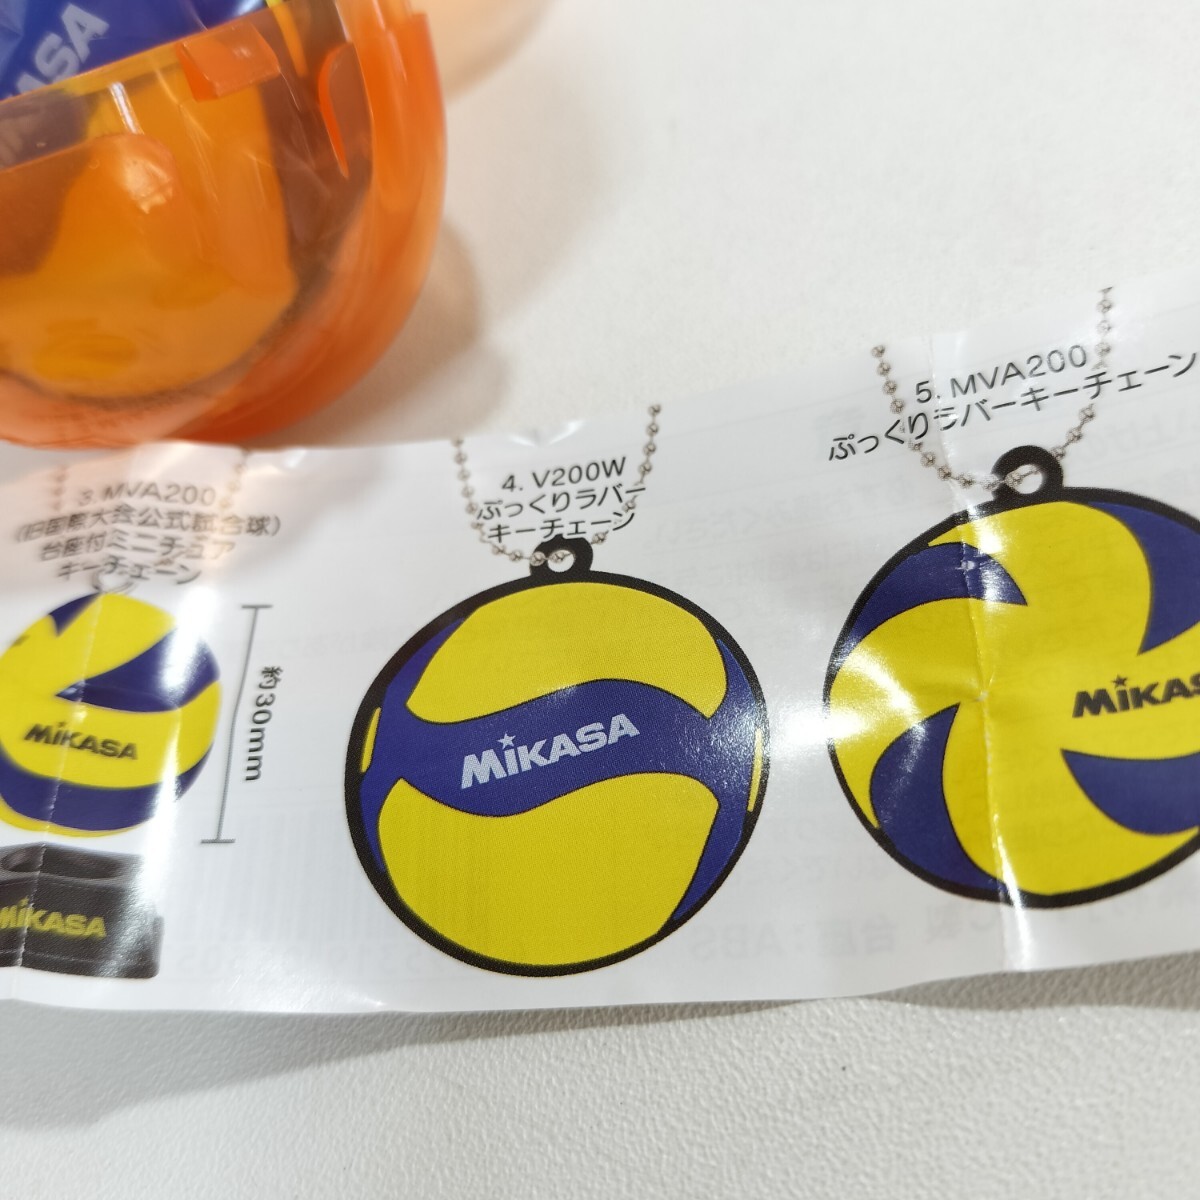 MIKASA
3. MVA200
(旧国際大会公式試合球)
台座付ミニチュア
キーチェーン
MIKASA
約30mm
MIKASA
4. V200W
ぷっくりラバー
キーチェーン
MIKASA
5. MVA200
ぷっくりラバーキーチェーン
MIKAS